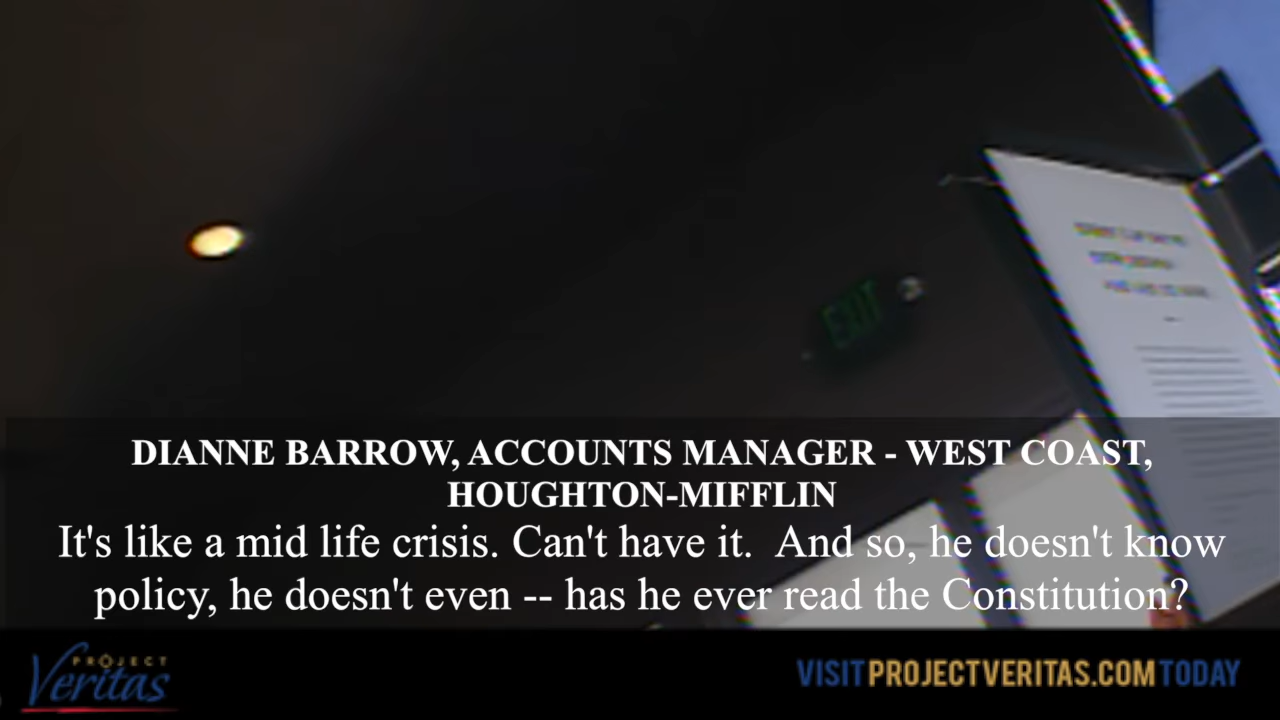 EXIT
DIANNE BARROW, ACCOUNTS MANAGER - WEST COAST,
HOUGHTON-MIFFLIN
It's like a mid life crisis. Can't have it.  And so, he doesn't know
policy, he doesn't even -- has he ever read the Constitution?
PROJECT
Veritas
VISITPROJECTVERITAS.COMTODAY